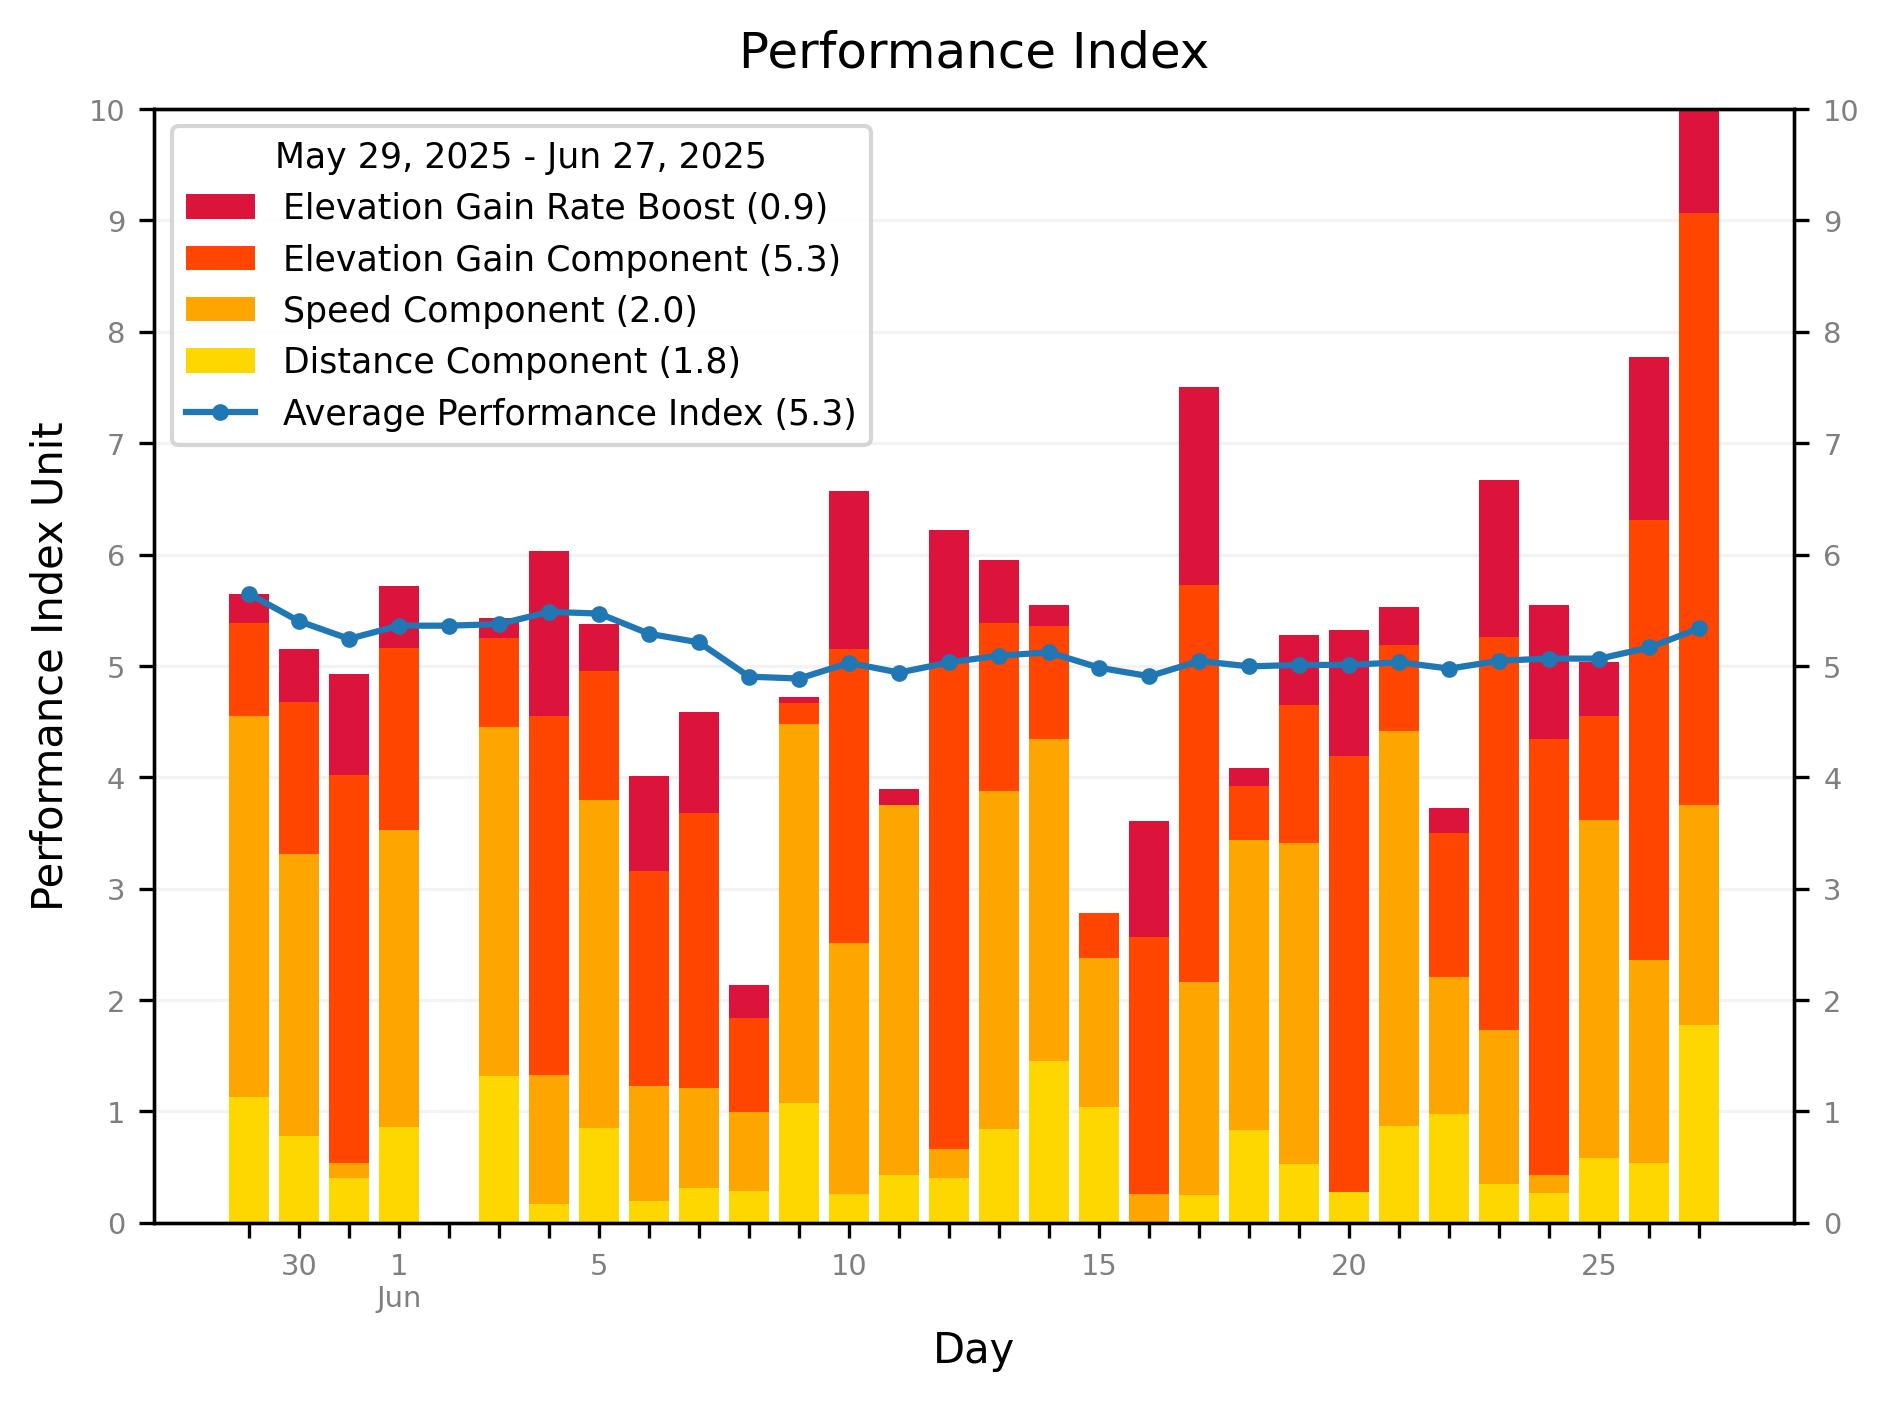 Performance Index
May 29, 2025 - Jun 27, 2025
Elevation Gain Rate Boost (0.9)
Elevation Gain Component (5.3)
Speed Component (2.0)
Distance Component (1.8)
Average Performance Index (5.3)
Performance Index Unit
10
9
8
7
6
5
4
3
2
1
0
10
9
8
7
6
5
4
3
2
1
0
30 1 5 10 15 20 25
Jun
Day